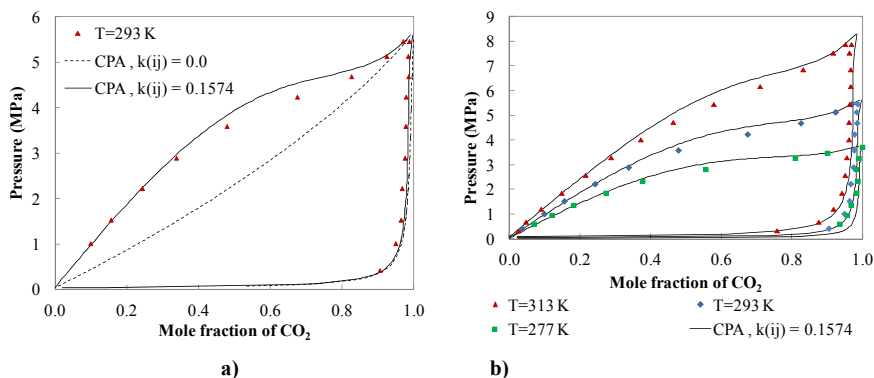 T=293 K
CPA , k(ij) = 0.0
CPA , k(ij) = 0.1574
Pressure (MPa)
6
5
4
3
2
1
0
0.0 0.2 0.4 0.6 0.8 1.0
Mole fraction of CO2
a)
Pressure (MPa)
9
8
7
6
5
4
3
2
1
0
0.0 0.2 0.4 0.6 0.8 1.0
Mole fraction of CO2
T=313 K T=293 K
T=277 K CPA , k(ij) = 0.1574
b)